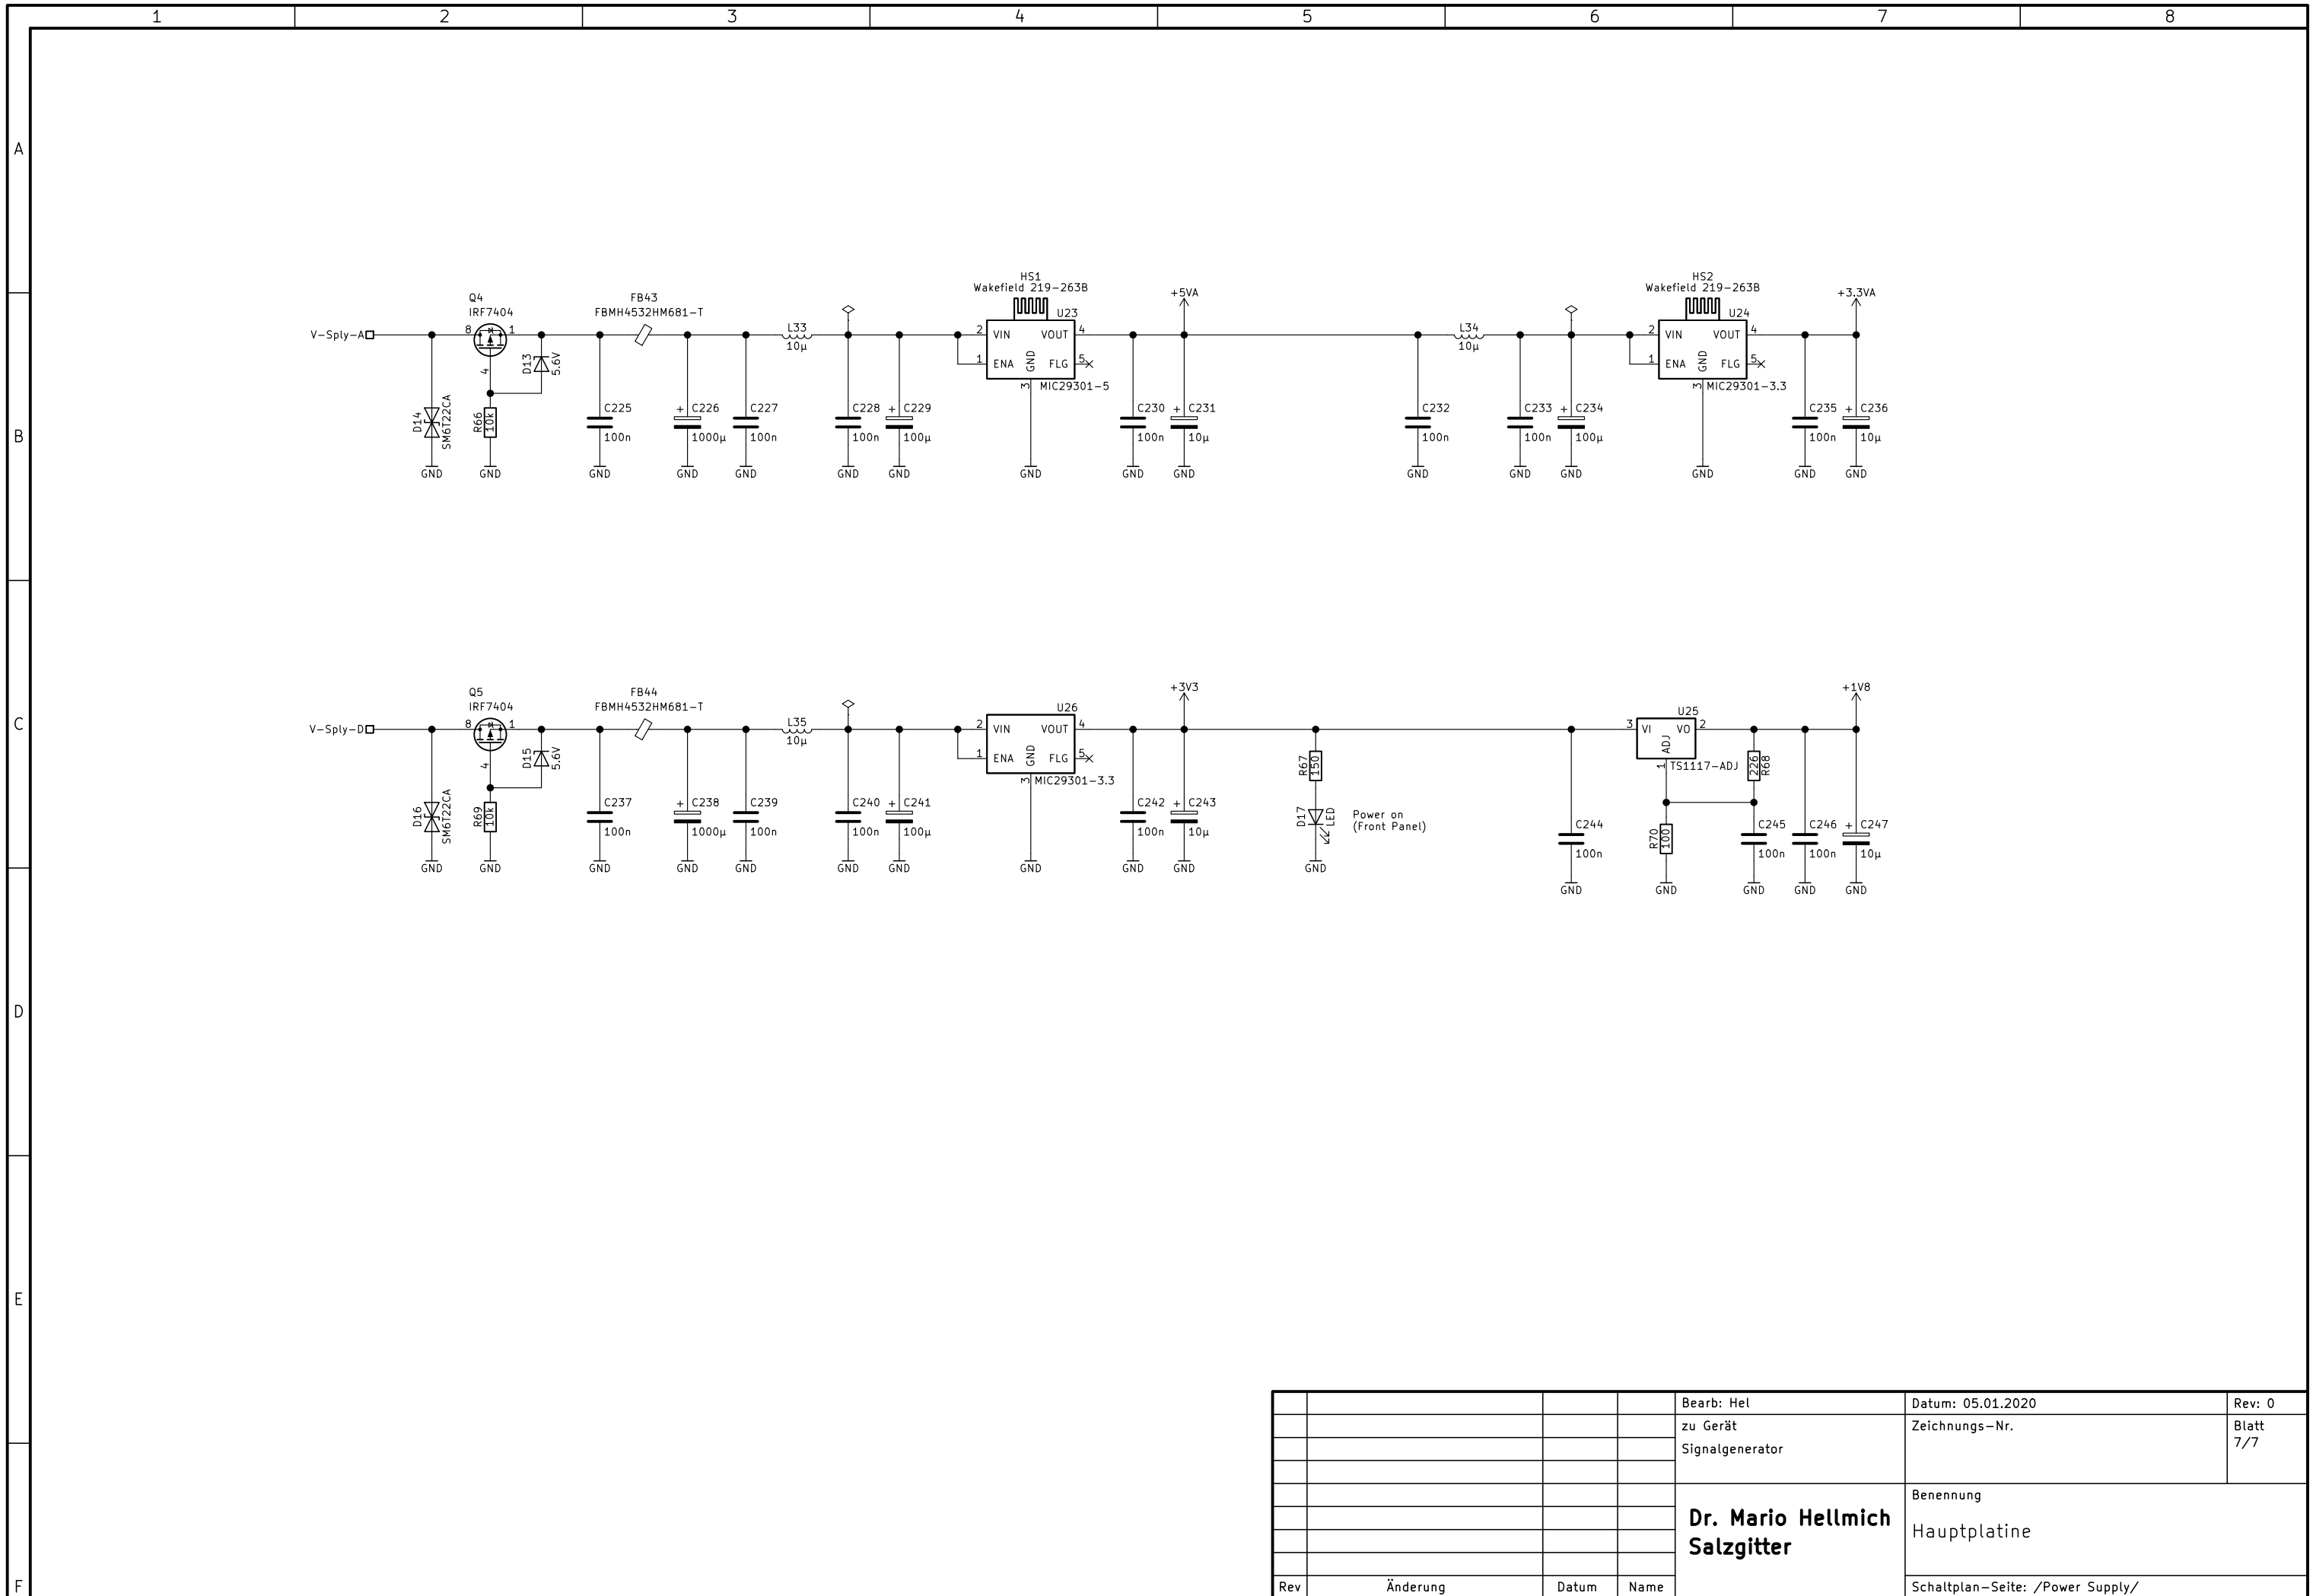 1 2 3 4 5 6 7 8
A
B
C
D
E
F
HS1
Wakefield 219-263B
HS2
Wakefield 219-263B
Q4
IRF7404
FB43
FBMH4532HM681-T
+5VA
+3.3VA
U23
U24
V-Sply-A
8 1
4
D13
5.6V
L33
10µ
2 VIN VOUT 4
1 ENA GND FLG 5
3
MIC29301-5
L34
10µ
2 VIN VOUT 4
1 ENA GND FLG 5
3
MIC29301-3.3
D14
SM6T22CA
R66
10k
C225
100n
+ C226
1000µ
C227
100n
C228
100n
+ C229
100µ
C230
100n
+ C231
10µ
C232
100n
C233
100n
+ C234
100µ
C235
100n
+ C236
10µ
GND GND GND GND GND GND GND GND GND GND GND GND GND GND GND GND
Q5
IRF7404
FB44
FBMH4532HM681-T
+3V3
+1V8
U26
U25
V-Sply-D
8 1
4
D15
5.6V
L35
10µ
2 VIN VOUT 4
1 ENA GND FLG 5
3
MIC29301-3.3
R67
150
3 VI VO 2
ADJ
1
TS1117-ADJ
226
R68
D16
SM6T22CA
R69
10k
C237
100n
+ C238
1000µ
C239
100n
C240
100n
+ C241
100µ
C242
100n
+ C243
10µ
D17
LED
Power on
(Front Panel)
C244
100n
R70
100
C245
100n
C246
100n
+ C247
10µ
GND GND GND GND GND GND GND GND GND GND GND
GND GND GND GND GND
Bearb: Hel
Datum: 05.01.2020
Rev: 0
zu Gerät
Signalgenerator
Zeichnungs-Nr.
Blatt
7/7
Dr. Mario Hellmich
Salzgitter
Benennung
Hauptplatine
Rev Änderung Datum Name
Schaltplan-Seite: /Power Supply/